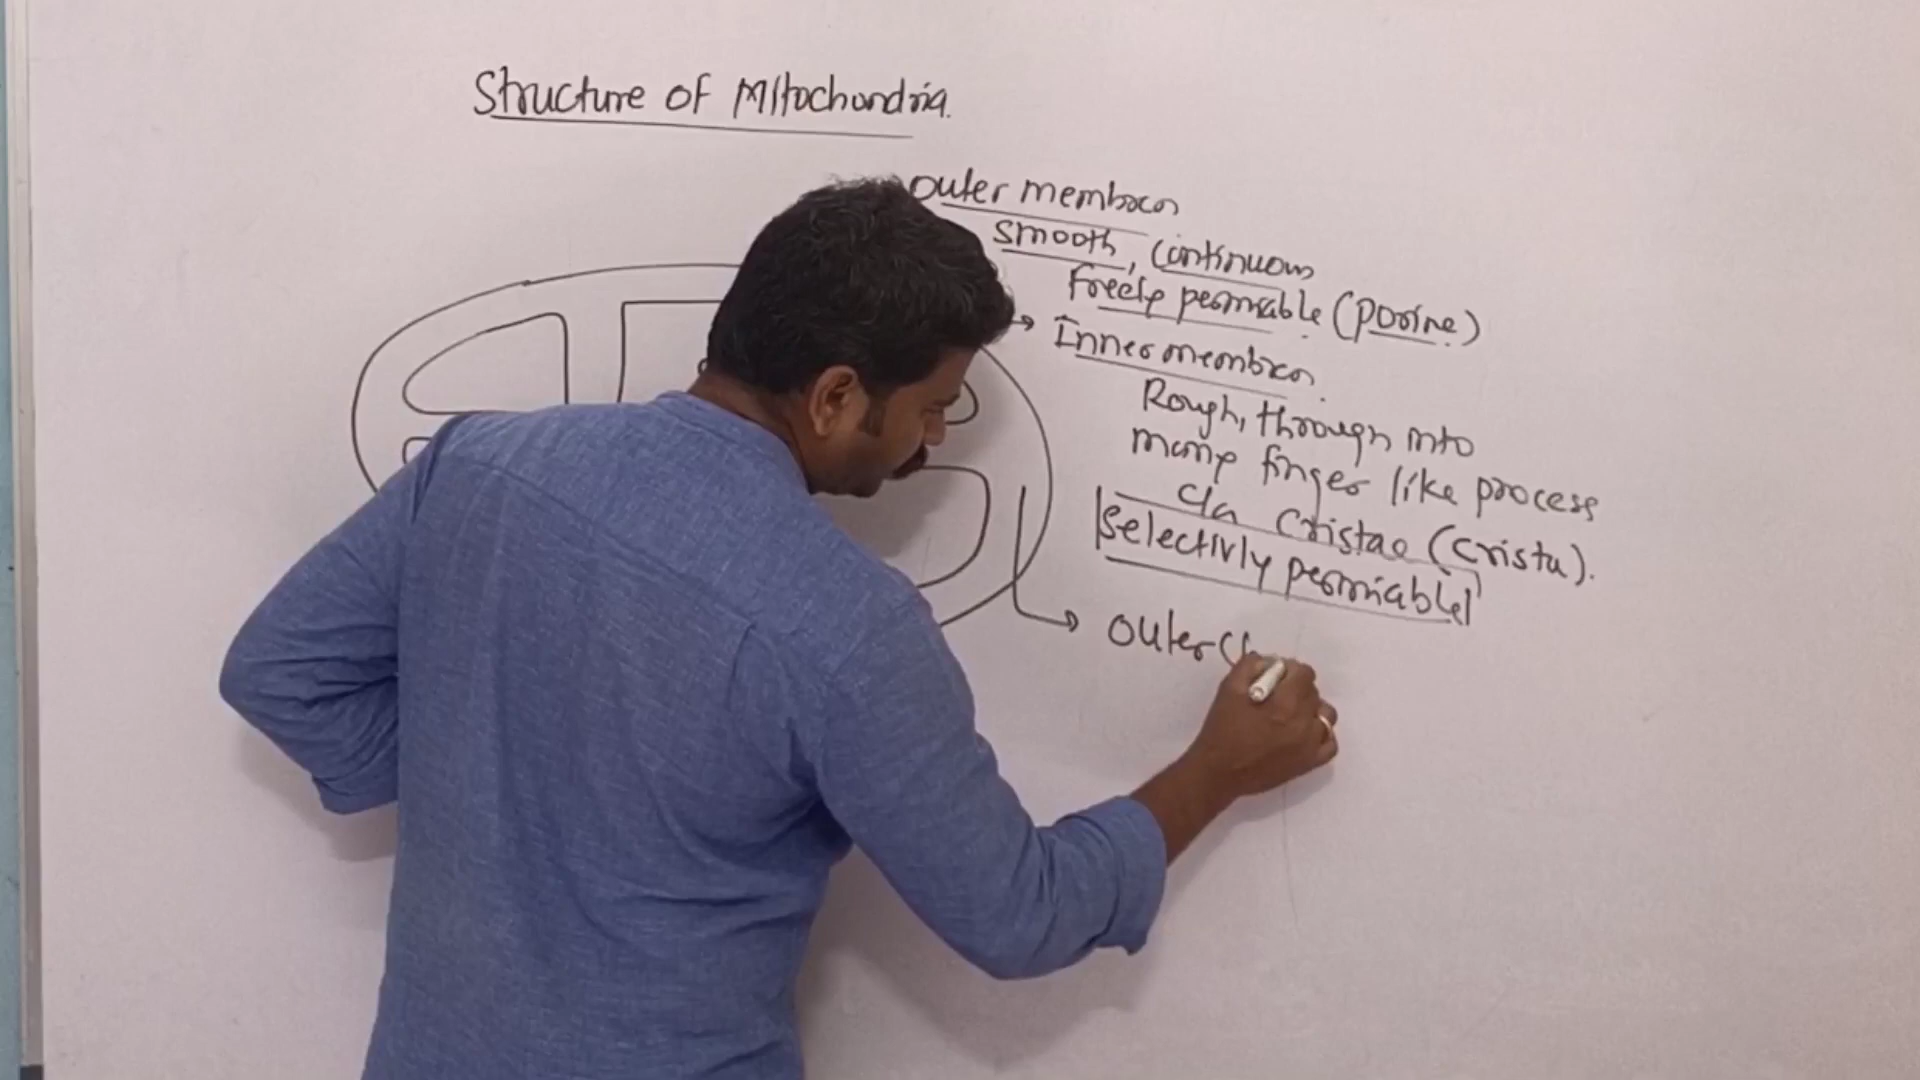 Structure of Mitochondria.
Outer membran
Smooth, Continuous
Freely permiable (Porine)
Inner membran
Rough, through into
many finger like process
c/a Cristae (crista).
Selectivly permiable
Outer